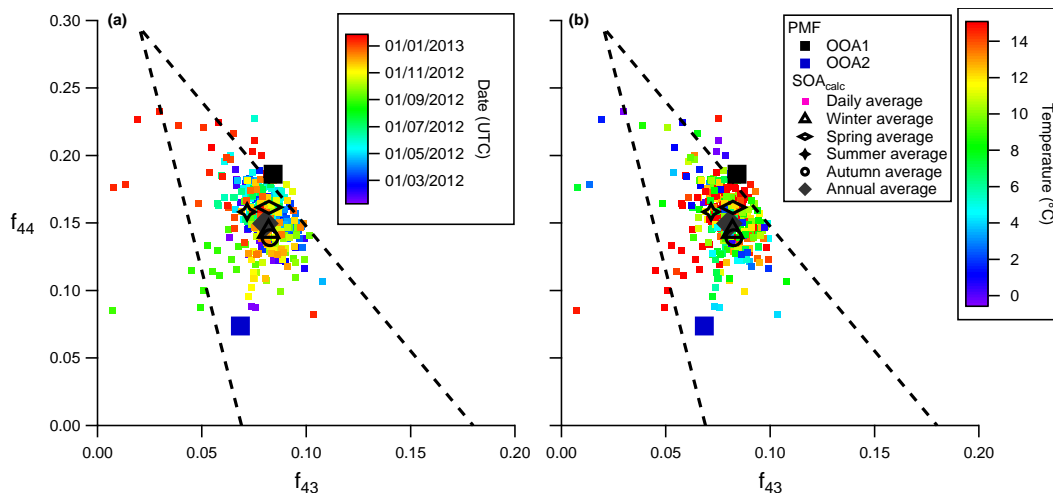 (a)
0.30
0.25
0.20
0.15
0.10
0.05
0.00
f44
0.00
0.05
0.10
0.15
0.20
f43
01/01/2013
01/11/2012
01/09/2012
01/07/2012
01/05/2012
01/03/2012
Date (UTC)
(b)
0.00
0.05
0.10
0.15
0.20
f43
PMF
OOA1
OOA2
SOAcalc
Daily average
Winter average
Spring average
Summer average
Autumn average
Annual average
14
12
10
8
6
4
2
0
Temperature (°C)